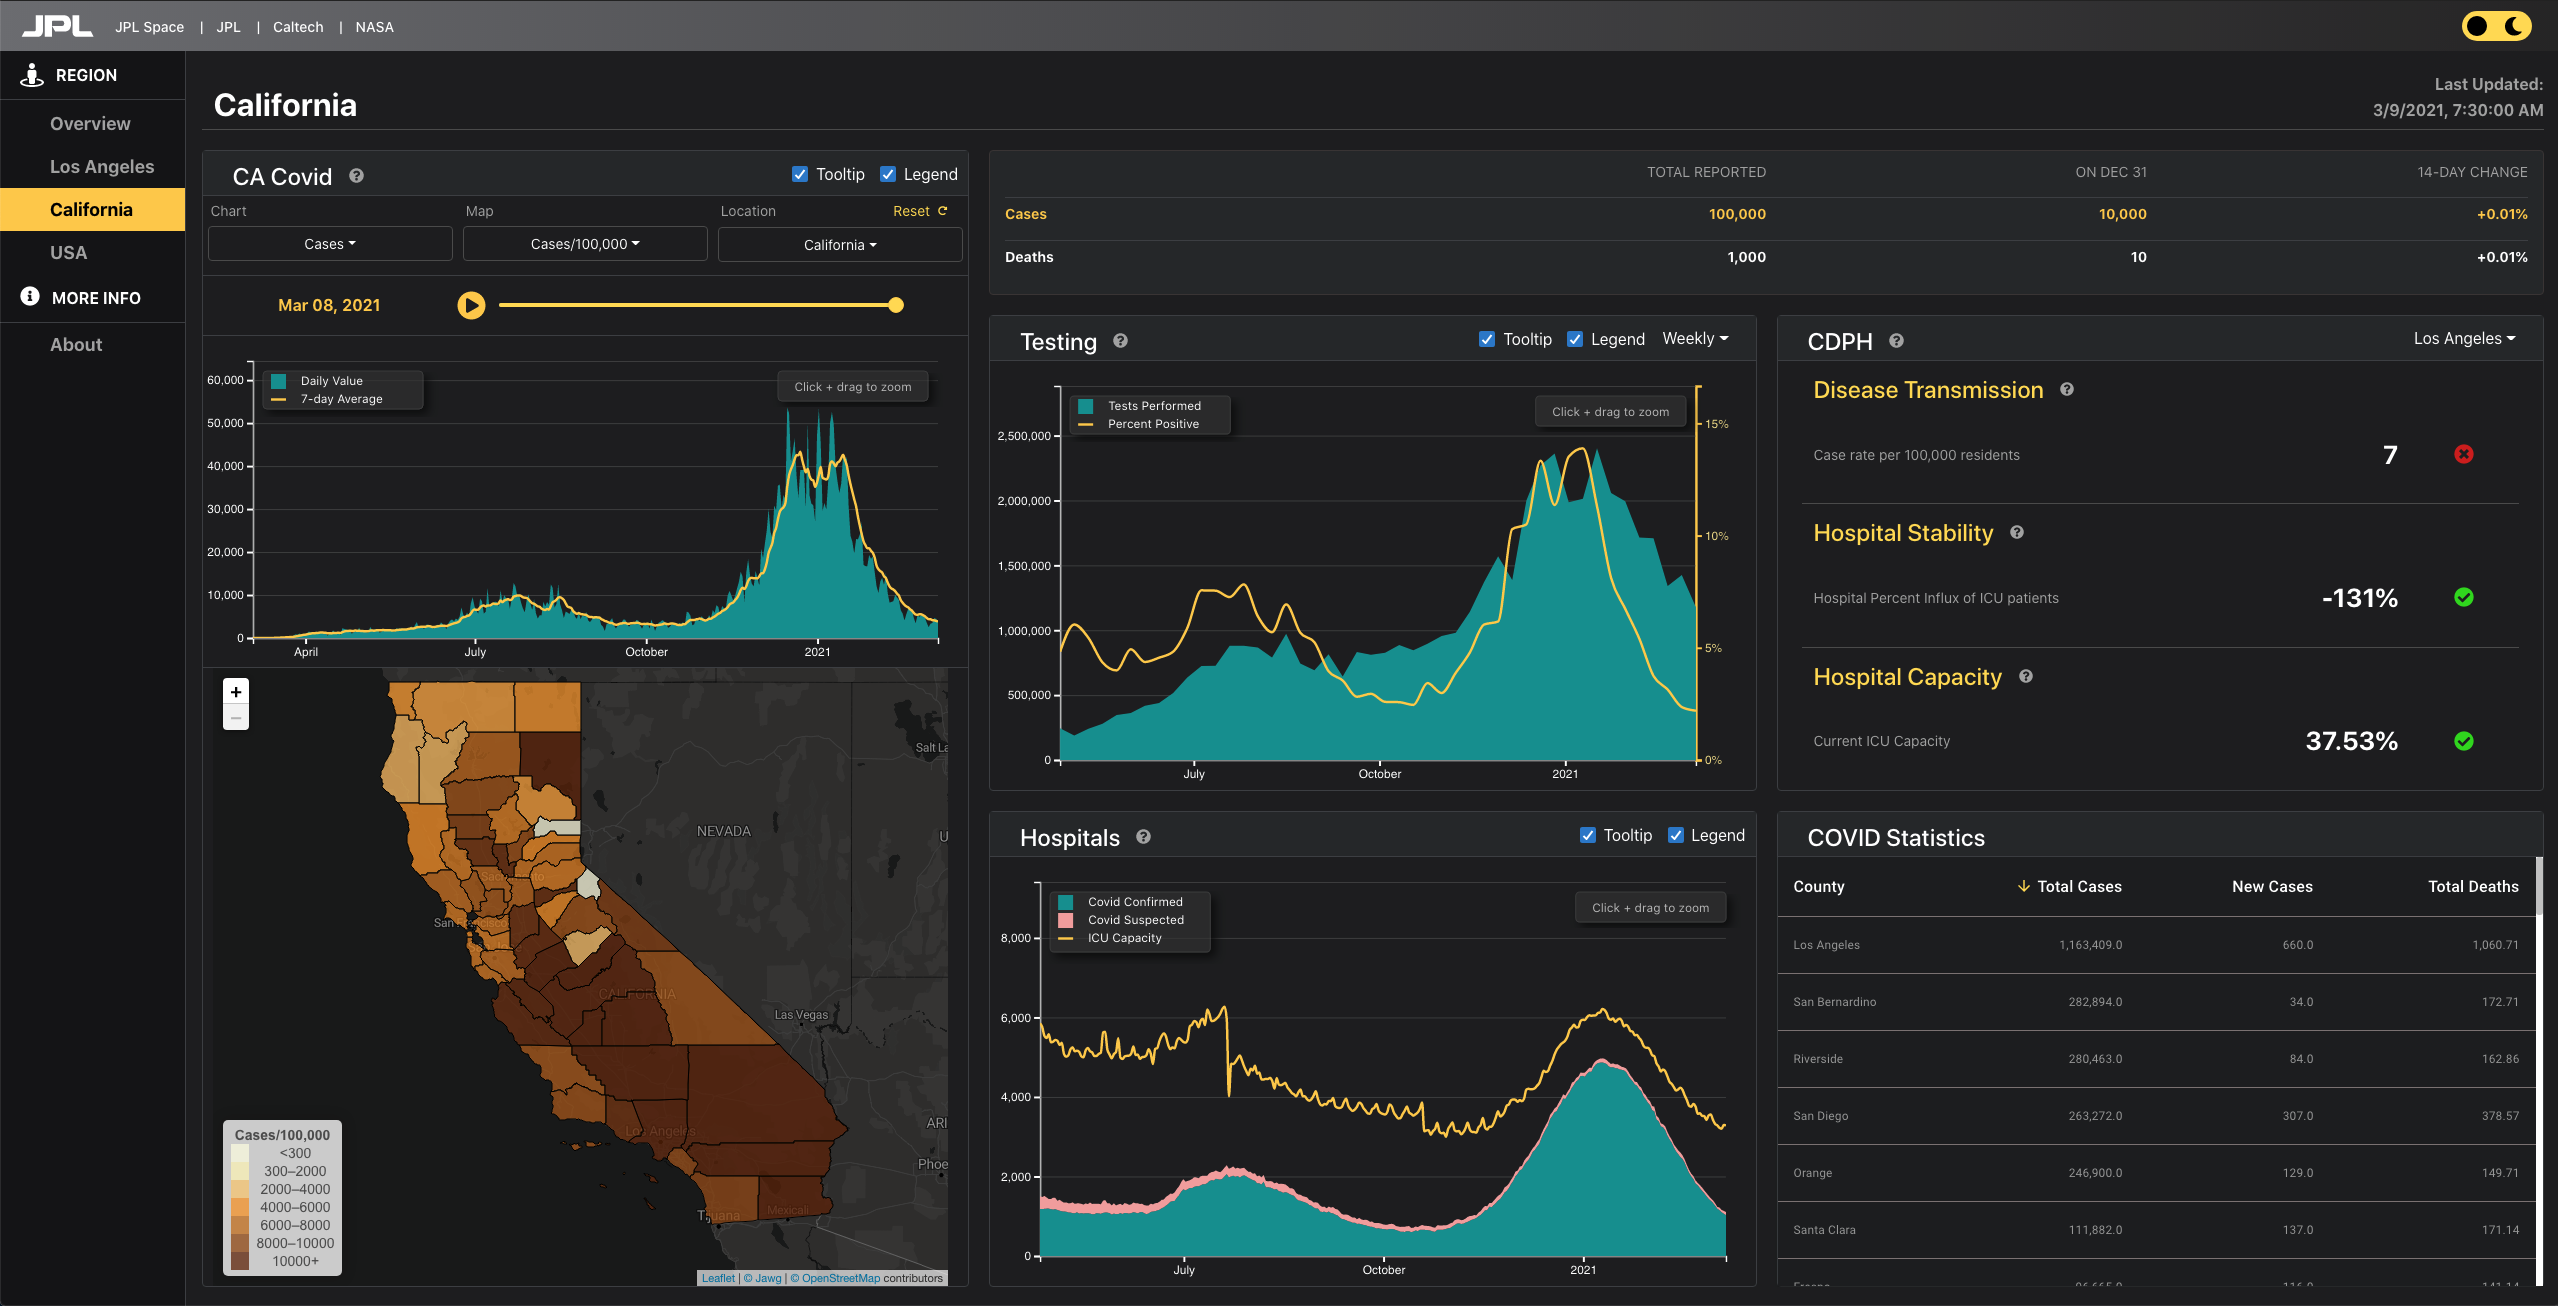 JPL JPL Space | JPL | Caltech | NASA
REGION
Overview
Los Angeles
California
USA
MORE INFO
About
California
Last Updated:
3/9/2021, 7:30:00 AM
CA Covid
Tooltip Legend
Chart Map Location Reset
Cases Cases/100,000 California
Mar 08, 2021
Daily Value
7-day Average
Click + drag to zoom
60,000
50,000
40,000
30,000
20,000
10,000
0
April July October 2021
+
−
Salt La
NEVADA
U
Sacramento
San Francisco
San Jose
CALIFORNIA
Las Vegas
Los Angeles
ARI
Phoe
Tijuana
Mexicali
Cases/100,000
<300
300–2000
2000–4000
4000–6000
6000–8000
8000–10000
10000+
Leaflet | © Jawg | © OpenStreetMap contributors
TOTAL REPORTED ON DEC 31 14-DAY CHANGE
Cases 100,000 10,000 +0.01%
Deaths 1,000 10 +0.01%
Testing
Tooltip Legend Weekly
Tests Performed
Percent Positive
Click + drag to zoom
2,500,000
2,000,000
1,500,000
1,000,000
500,000
0
15%
10%
5%
0%
July October 2021
CDPH Los Angeles
Disease Transmission
Case rate per 100,000 residents 7
Hospital Stability
Hospital Percent Influx of ICU patients -131%
Hospital Capacity
Current ICU Capacity 37.53%
Hospitals
Tooltip Legend
Covid Confirmed
Covid Suspected
ICU Capacity
Click + drag to zoom
8,000
6,000
4,000
2,000
0
July October 2021
COVID Statistics
County Total Cases New Cases Total Deaths
Los Angeles 1,163,409.0 660.0 1,060.71
San Bernardino 282,894.0 34.0 172.71
Riverside 280,463.0 84.0 162.86
San Diego 263,272.0 307.0 378.57
Orange 246,900.0 129.0 149.71
Santa Clara 111,882.0 137.0 171.14